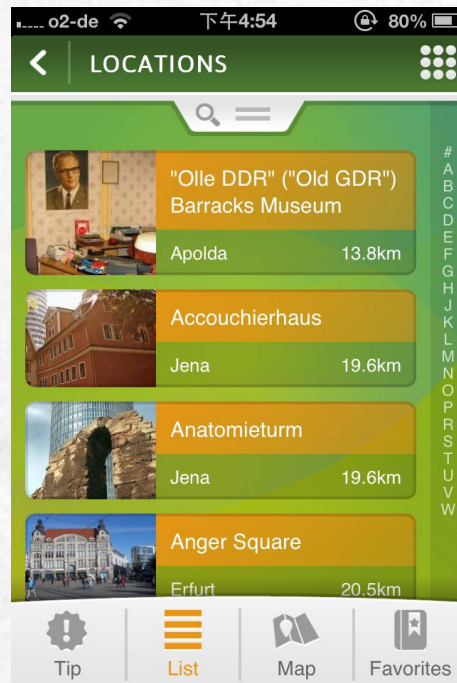 o2-de 下午4:54 80%
LOCATIONS
"Olle DDR" ("Old GDR")
Barracks Museum
Apolda 13.8km
Accouchierhaus
Jena 19.6km
Anatomieturm
Jena 19.6km
Anger Square
Erfurt 20.5km
#
A
B
C
D
E
F
G
H
J
K
L
M
N
O
P
R
S
T
U
V
W
Tip List Map Favorites